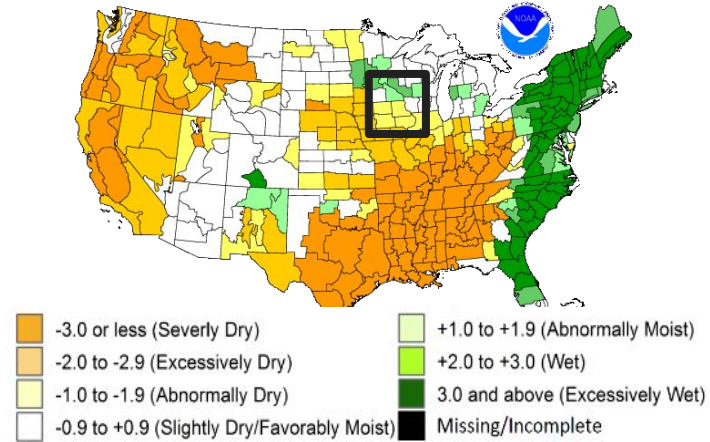 NOAA
-3.0 or less (Severly Dry)
-2.0 to -2.9 (Excessively Dry)
-1.0 to -1.9 (Abnormally Dry)
-0.9 to +0.9 (Slightly Dry/Favorably Moist)
+1.0 to +1.9 (Abnormally Moist)
+2.0 to +3.0 (Wet)
3.0 and above (Excessively Wet)
Missing/Incomplete